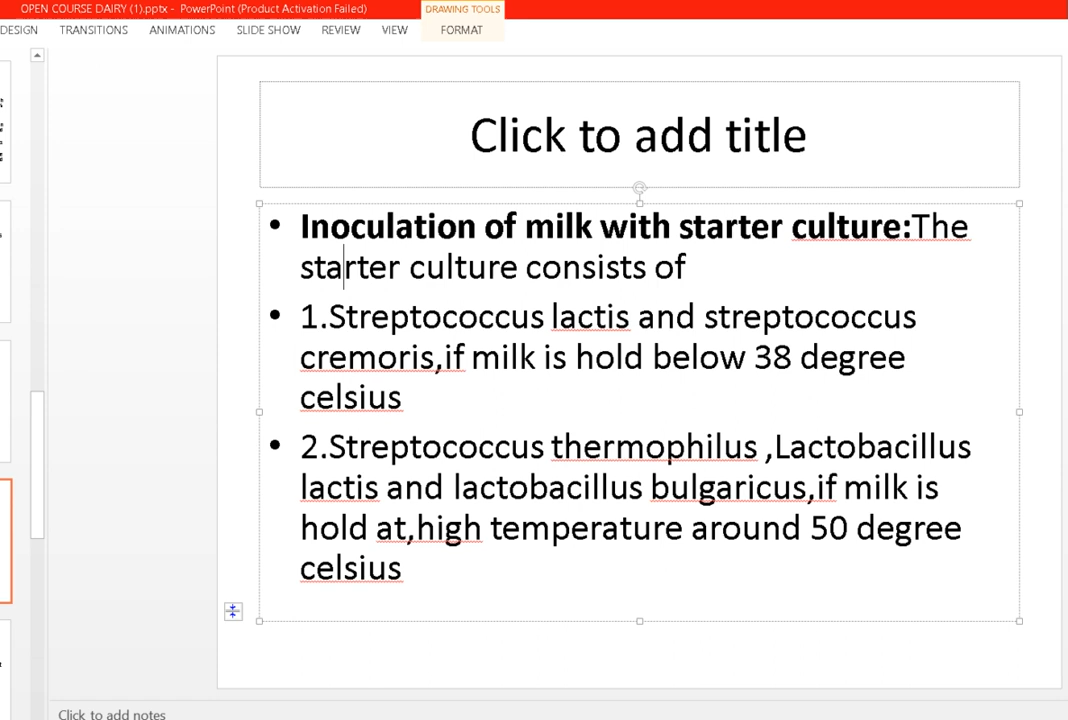 OPEN COURSE DAIRY (1).pptx - PowerPoint (Product Activation Failed)
DRAWING TOOLS
DESIGN TRANSITIONS ANIMATIONS SLIDE SHOW REVIEW VIEW FORMAT
Click to add title
• Inoculation of milk with starter culture:The
starter culture consists of
• 1.Streptococcus lactis and streptococcus
cremoris,if milk is hold below 38 degree
celsius
• 2.Streptococcus thermophilus ,Lactobacillus
lactis and lactobacillus bulgaricus,if milk is
hold at,high temperature around 50 degree
celsius
Click to add notes